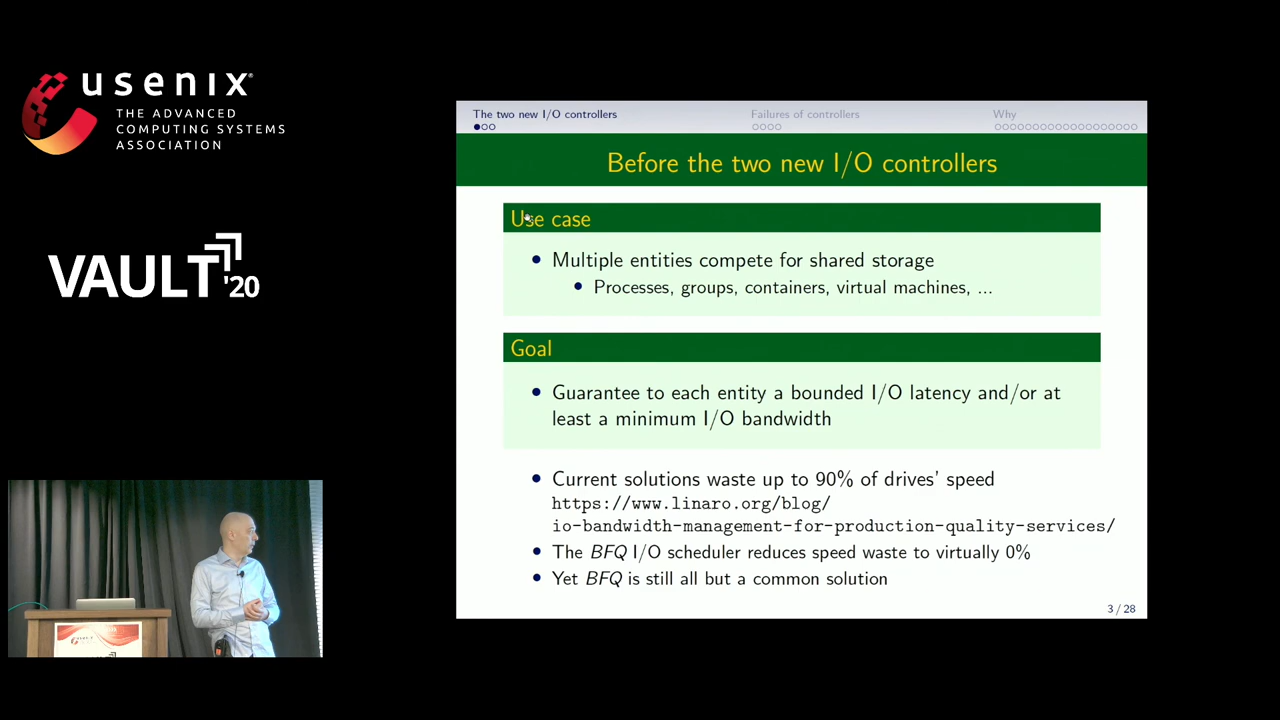 usenix
THE ADVANCED
COMPUTING SYSTEMS
ASSOCIATION
VAULT '20
The two new I/O controllers
Failures of controllers
Why
Before the two new I/O controllers
Use case
Multiple entities compete for shared storage
Processes, groups, containers, virtual machines, ...
Goal
Guarantee to each entity a bounded I/O latency and/or at
least a minimum I/O bandwidth
Current solutions waste up to 90% of drives' speed
https://www.linaro.org/blog/
io-bandwidth-management-for-production-quality-services/
The BFQ I/O scheduler reduces speed waste to virtually 0%
Yet BFQ is still all but a common solution
3 / 28